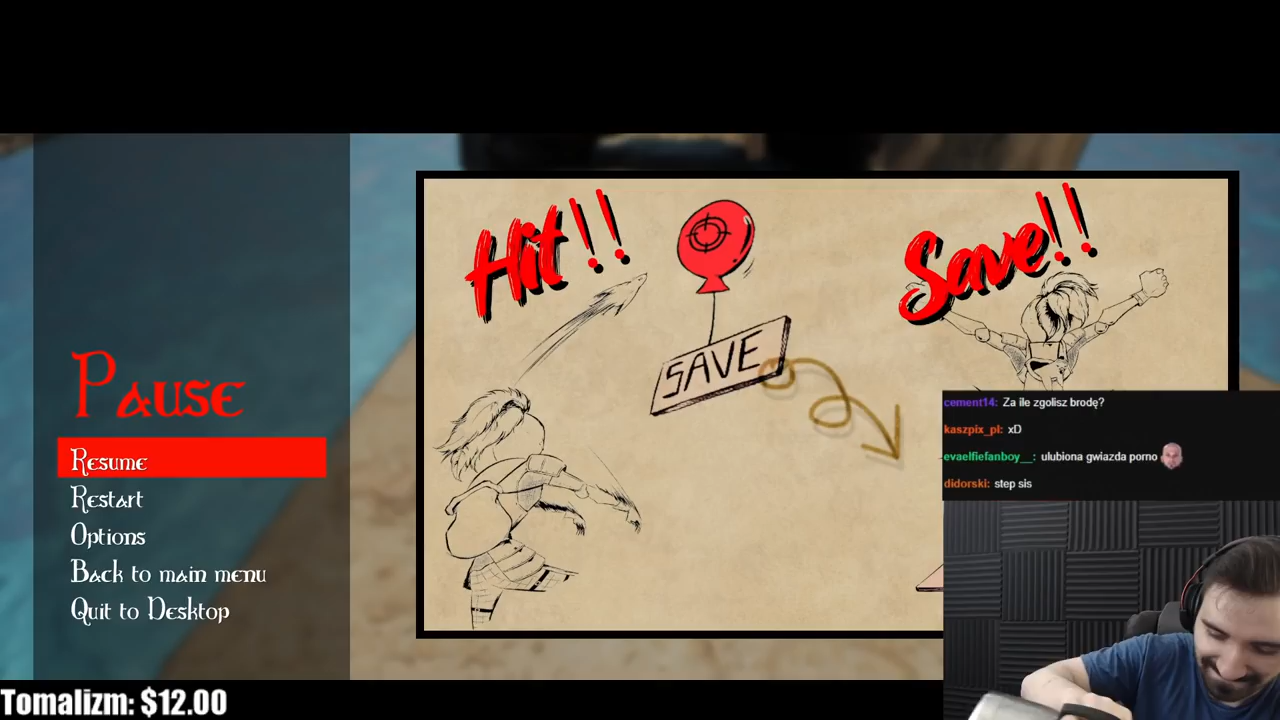 Hit!!
Save!!
SAVE
Pause
Resume
Restart
Options
Back to main menu
Quit to Desktop
cement14: Za ile zgolisz brodę?
kaszpix_pl: xD
evaelfiefanboy__: ulubiona gwiazda porno
didorski: step sis
Tomalizm: $12.00